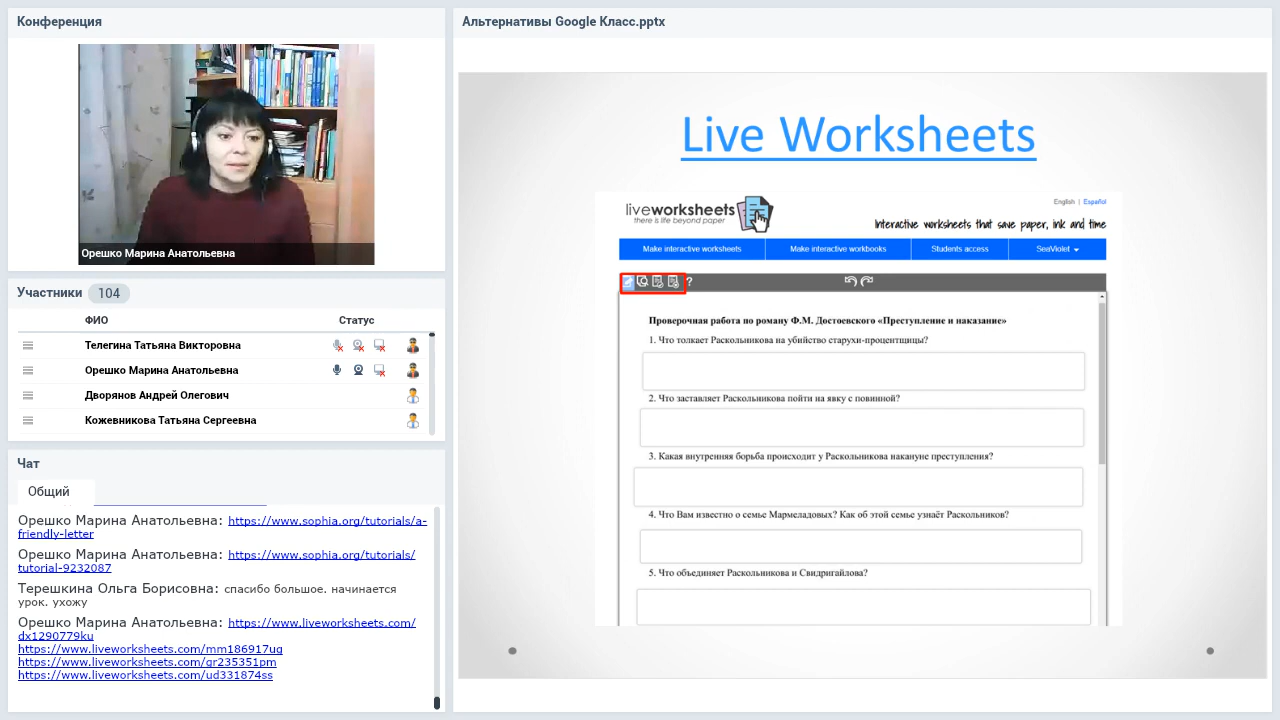 Конференция
Орешко Марина Анатольевна
Участники 104
ФИО Статус
Телегина Татьяна Викторовна
Орешко Марина Анатольевна
Дворянов Андрей Олегович
Кожевникова Татьяна Сергеевна
Чат
Общий
Орешко Марина Анатольевна: https://www.sophia.org/tutorials/a-
friendly-letter
Орешко Марина Анатольевна: https://www.sophia.org/tutorials/
tutorial-9232087
Терешкина Ольга Борисовна: спасибо большое. начинается
урок. ухожу
Орешко Марина Анатольевна: https://www.liveworksheets.com/
dx1290779ku
https://www.liveworksheets.com/mm186917uq
https://www.liveworksheets.com/gr235351pm
https://www.liveworksheets.com/ud331874ss
Альтернативы Google Класс.pptx
Live Worksheets
liveworksheets
there is life beyond paper
English | Español
Interactive worksheets that save paper, ink and time
Make interactive worksheets Make interactive workbooks Students access SeaViolet
?
Проверочная работа по роману Ф.М. Достоевского «Преступление и наказание»
1. Что толкает Раскольникова на убийство старухи-процентщицы?
2. Что заставляет Раскольникова пойти на явку с повинной?
3. Какая внутренняя борьба происходит у Раскольникова накануне преступления?
4. Что Вам известно о семье Мармеладовых? Как об этой семье узнаёт Раскольников?
5. Что объединяет Раскольникова и Свидригайлова?